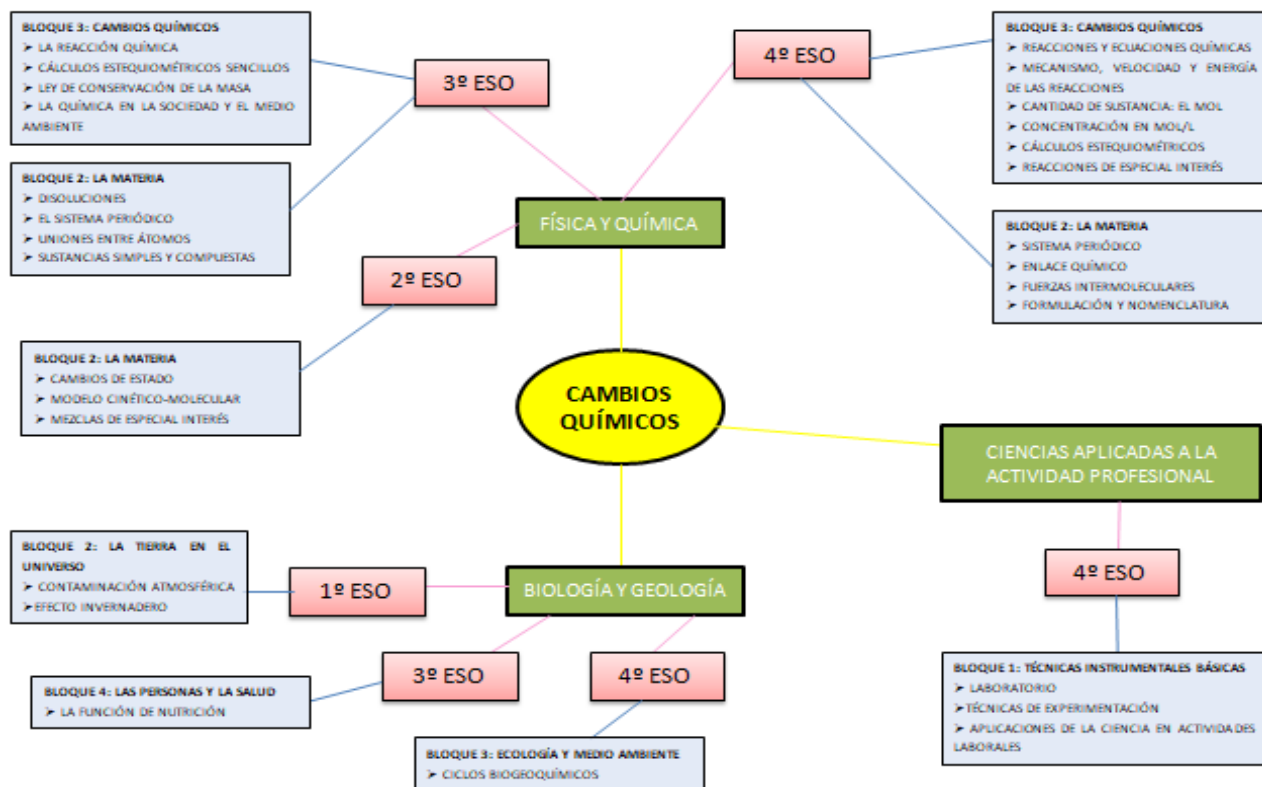 BLOQUE 3: CAMBIOS QUÍMICOS
➢ LA REACCIÓN QUÍMICA
➢ CÁLCULOS ESTEQUIOMÉTRICOS SENCILLOS
➢ LEY DE CONSERVACIÓN DE LA MASA
➢ LA QUÍMICA EN LA SOCIEDAD Y EL MEDIO
AMBIENTE
3º ESO
4º ESO
BLOQUE 3: CAMBIOS QUÍMICOS
➢ REACCIONES Y ECUACIONES QUÍMICAS
➢ MECANISMO, VELOCIDAD Y ENERGÍA
DE LAS REACCIONES
➢ CANTIDAD DE SUSTANCIA: EL MOL
➢ CONCENTRACIÓN EN MOL/L
➢ CÁLCULOS ESTEQUIOMÉTRICOS
➢ REACCIONES DE ESPECIAL INTERÉS
BLOQUE 2: LA MATERIA
➢ DISOLUCIONES
➢ EL SISTEMA PERIÓDICO
➢ UNIONES ENTRE ÁTOMOS
➢ SUSTANCIAS SIMPLES Y COMPUESTAS
FÍSICA Y QUÍMICA
BLOQUE 2: LA MATERIA
➢ SISTEMA PERIÓDICO
➢ ENLACE QUÍMICO
➢ FUERZAS INTERMOLECULARES
➢ FORMULACIÓN Y NOMENCLATURA
2º ESO
BLOQUE 2: LA MATERIA
➢ CAMBIOS DE ESTADO
➢ MODELO CINÉTICO-MOLECULAR
➢ MEZCLAS DE ESPECIAL INTERÉS
CAMBIOS
QUÍMICOS
CIENCIAS APLICADAS A LA
ACTIVIDAD PROFESIONAL
BLOQUE 2: LA TIERRA EN EL
UNIVERSO
➢ CONTAMINACIÓN ATMOSFÉRICA
➢EFECTO INVERNADERO
1º ESO
BIOLOGÍA Y GEOLOGÍA
4º ESO
3º ESO
4º ESO
BLOQUE 4: LAS PERSONAS Y LA SALUD
➢ LA FUNCIÓN DE NUTRICIÓN
BLOQUE 3: ECOLOGÍA Y MEDIO AMBIENTE
➢ CICLOS BIOGEOQUÍMICOS
BLOQUE 1: TÉCNICAS INSTRUMENTALES BÁSICAS
➢ LABORATORIO
➢TÉCNICAS DE EXPERIMENTACIÓN
➢ APLICACIONES DE LA CIENCIA EN ACTIVIDADES
LABORALES